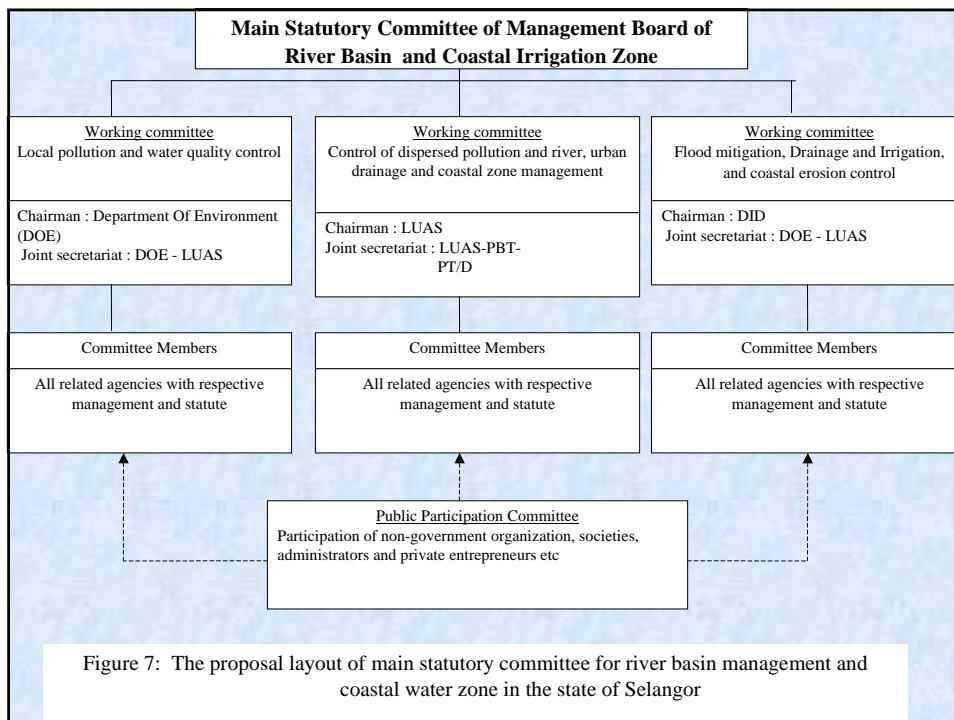 Main Statutory Committee of Management Board of
River Basin and Coastal Irrigation Zone
Working committee
Local pollution and water quality control
Chairman : Department Of Environment
(DOE)
Joint secretariat : DOE - LUAS
Committee Members
All related agencies with respective
management and statute
Working committee
Control of dispersed pollution and river, urban
drainage and coastal zone management
Chairman : LUAS
Joint secretariat : LUAS-PBT-
PT/D
Committee Members
All related agencies with respective
management and statute
Working committee
Flood mitigation, Drainage and Irrigation,
and coastal erosion control
Chairman : DID
Joint secretariat : DOE - LUAS
Committee Members
All related agencies with respective
management and statute
Public Participation Committee
Participation of non-government organization, societies,
administrators and private entrepreneurs etc
Figure 7: The proposal layout of main statutory committee for river basin management and
coastal water zone in the state of Selangor